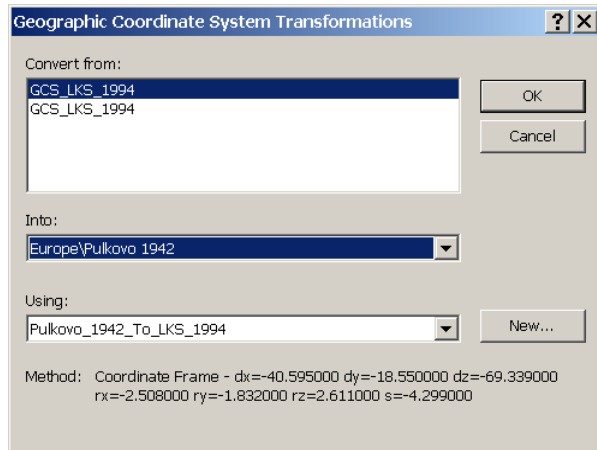 Geographic Coordinate System Transformations
Convert from:
GCS_LKS_1994
GCS_LKS_1994
OK
Cancel
Into:
Europe\Pulkovo 1942
Using:
Pulkovo_1942_To_LKS_1994
New...
Method: Coordinate Frame - dx=-40.595000 dy=-18.550000 dz=-69.339000
rx=-2.508000 ry=-1.832000 rz=2.611000 s=-4.299000